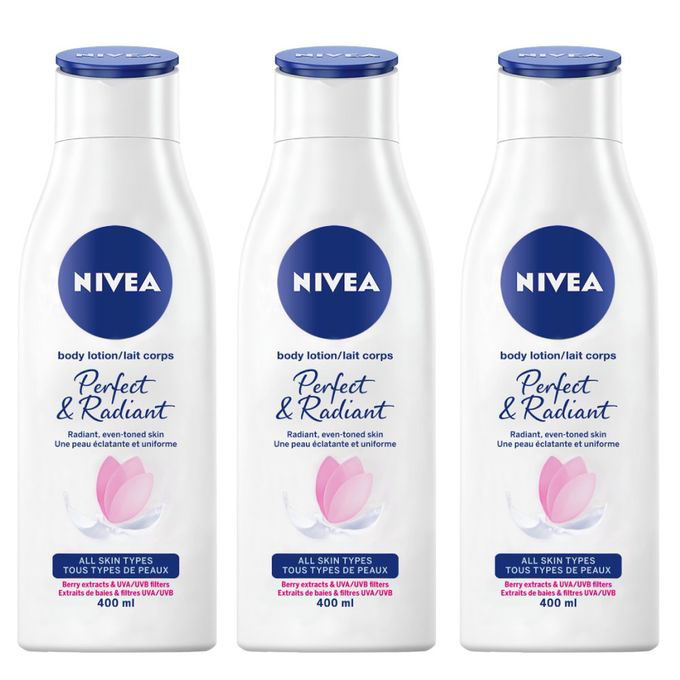 NIVEA
NIVEA
body lotion/lait corps
Perfect
& Radiant
Radiant, even-toned skin
Une peau éclatante et uniforme
ALL SKIN TYPES
TOUS TYPES DE PEAUX
Berry extracts & UVA/UVB filters
Extraits de baies & filtres UVA/UVB
400 ml
NIVEA
NIVEA
body lotion/lait corps
Perfect
& Radiant
Radiant, even-toned skin
Une peau éclatante et uniforme
ALL SKIN TYPES
TOUS TYPES DE PEAUX
Berry extracts & UVA/UVB filters
Extraits de baies & filtres UVA/UVB
400 ml
NIVEA
NIVEA
body lotion/lait corps
Perfect
& Radiant
Radiant, even-toned skin
Une peau éclatante et uniforme
ALL SKIN TYPES
TOUS TYPES DE PEAUX
Berry extracts & UVA/UVB filters
Extraits de baies & filtres UVA/UVB
400 ml